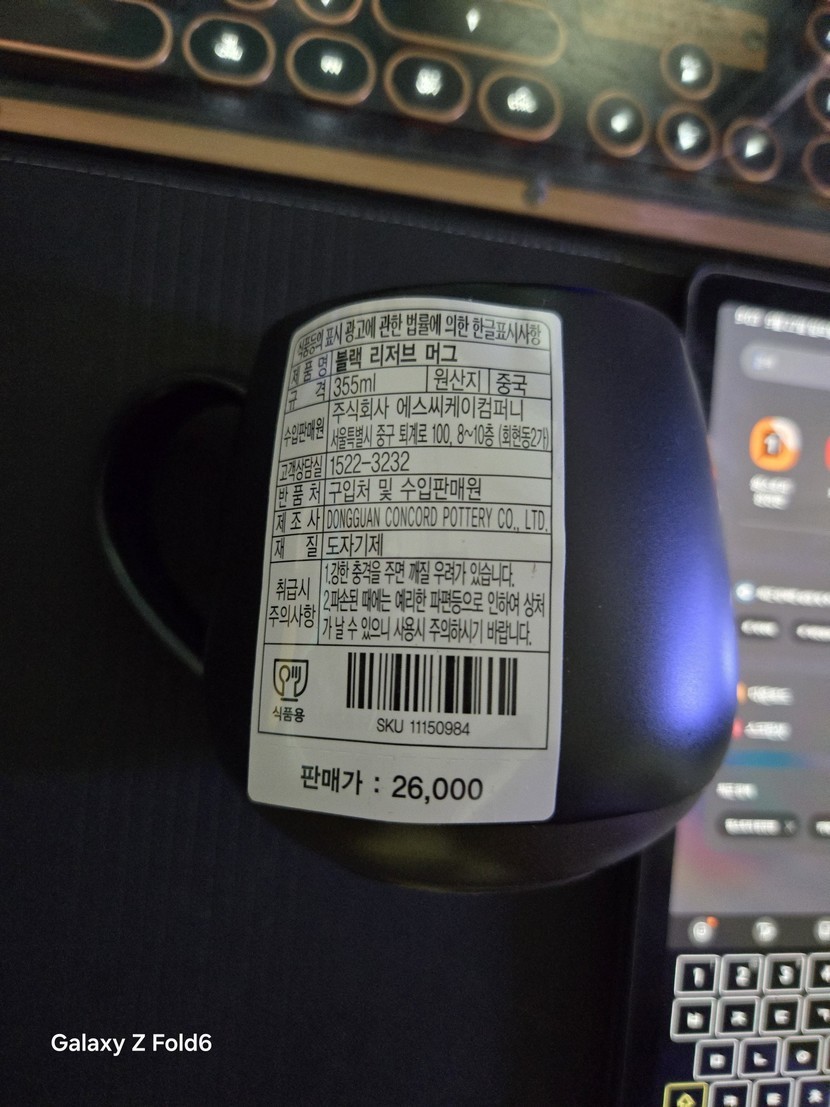 식품등의 표시 광고에 관한 법률에 의한 한글표시사항
제 품 명 블랙 리저브 머그
규 격 355ml 원산지 중국
수입판매원 주식회사 에스씨케이컴퍼니
서울특별시 중구 퇴계로 100, 8~10층 (회현동2가)
고객상담실 1522-3232
반 품 처 구입처 및 수입판매원
제 조 사 DONGGUAN CONCORD POTTERY CO., LTD.
재 질 도자기제
취급시
주의사항
1.강한 충격을 주면 깨질 우려가 있습니다.
2.파손된 때에는 예리한 파편등으로 인하여 상처
가 날 수 있으니 사용시 주의하시기 바랍니다.
식품용
SKU 11150984
판매가 : 26,000
1 2 3 4
Galaxy Z Fold6